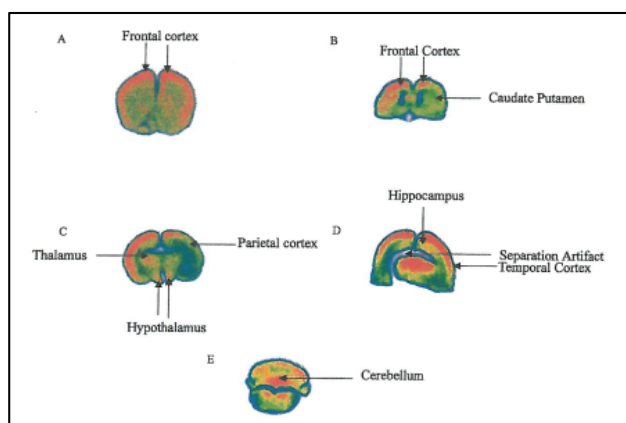 A
Frontal cortex
B
Frontal Cortex
Caudate Putamen
C
Thalamus
Parietal cortex
Hypothalamus
D
Hippocampus
Separation Artifact
Temporal Cortex
E
Cerebellum